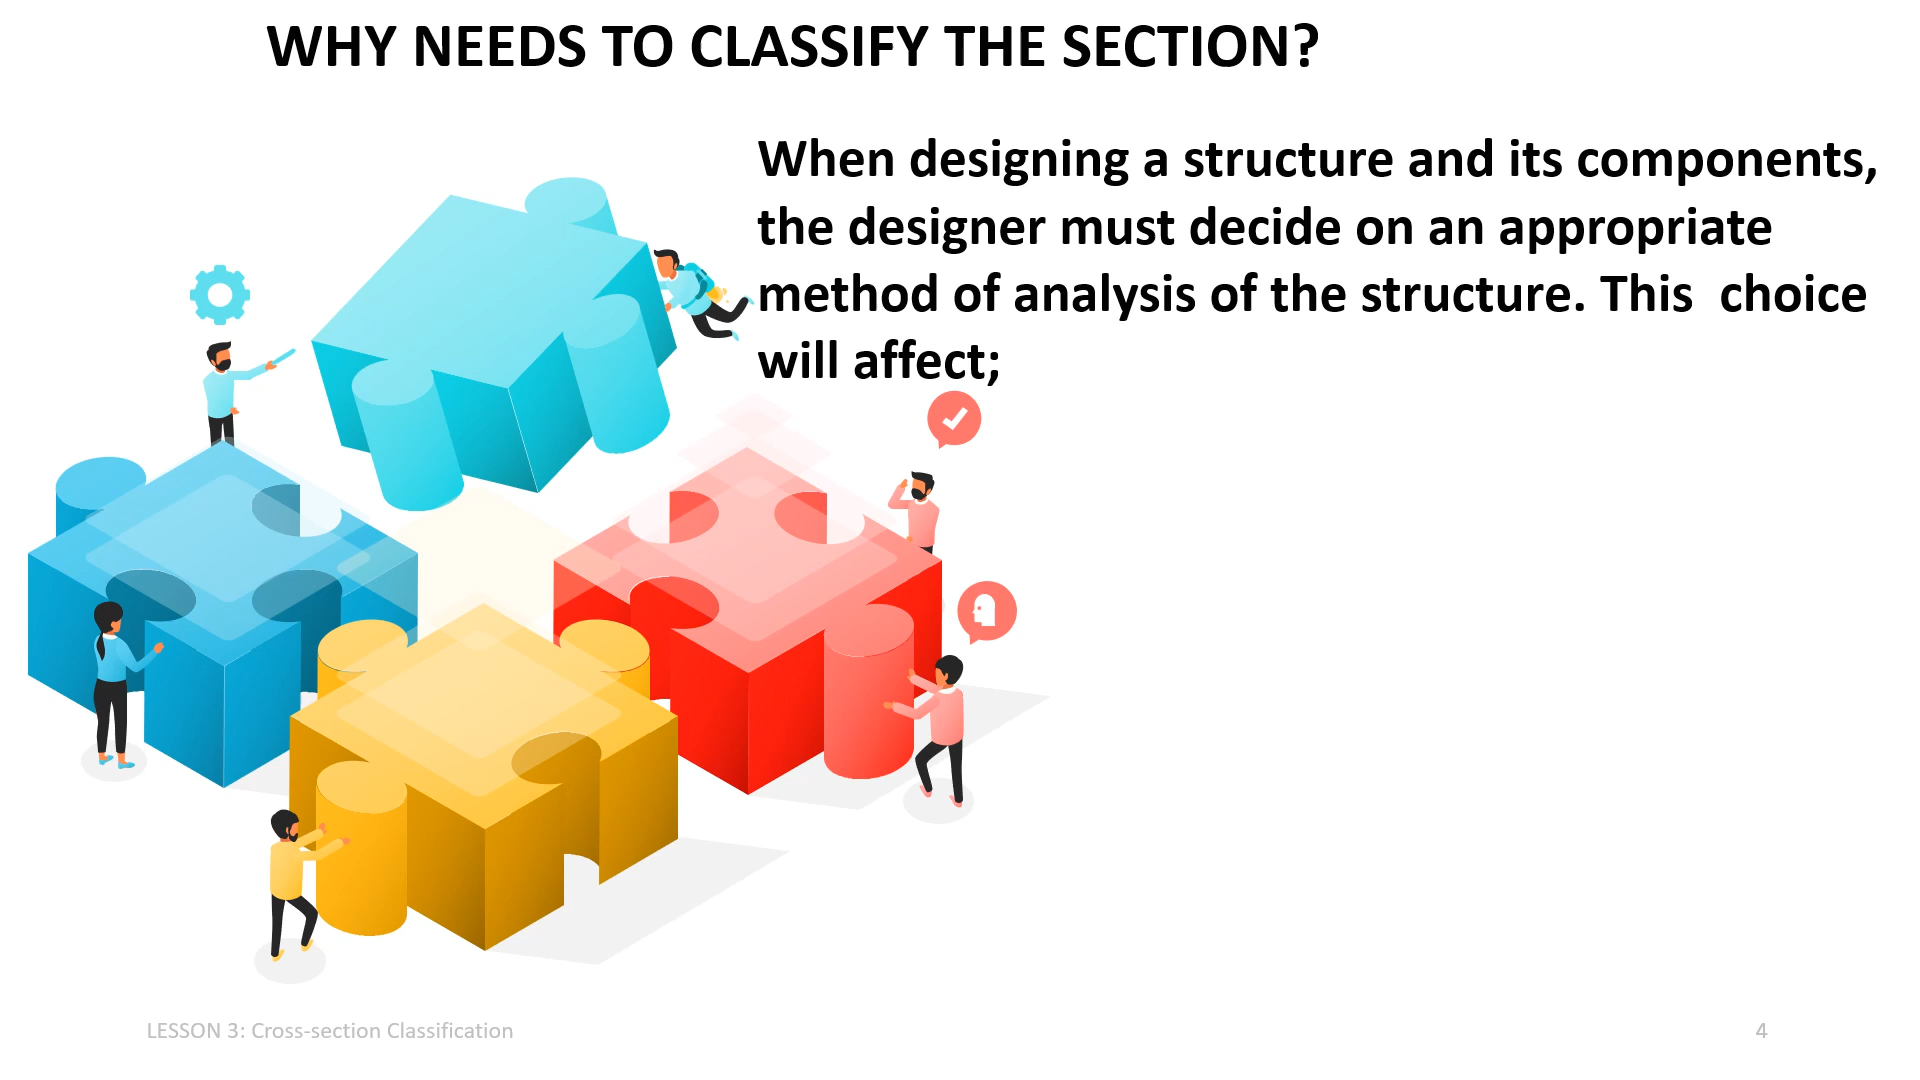 WHY NEEDS TO CLASSIFY THE SECTION?
When designing a structure and its components,
the designer must decide on an appropriate
method of analysis of the structure. This  choice
will affect;
LESSON 3: Cross-section Classification
4